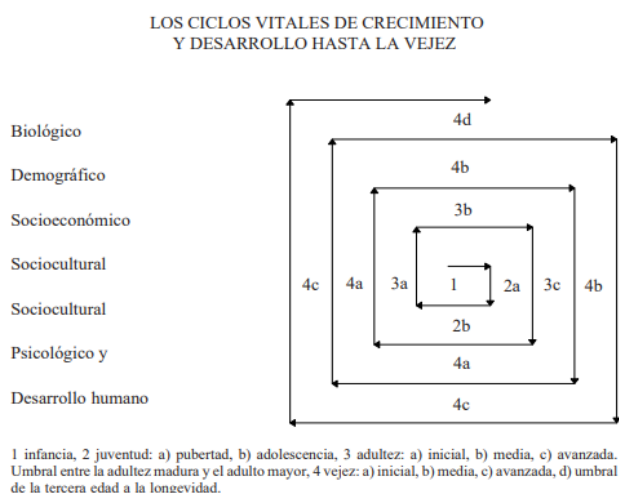 LOS CICLOS VITALES DE CRECIMIENTO
Y DESARROLLO HASTA LA VEJEZ
Biológico
Demográfico
Socioeconómico
Sociocultural
Sociocultural
Psicológico y
Desarrollo humano
4d
4b
3b
4c 4a 3a 1 2a 3c 4b
2b
4a
4c
1 infancia, 2 juventud: a) pubertad, b) adolescencia, 3 adultez: a) inicial, b) media, c) avanzada.
Umbral entre la adultez madura y el adulto mayor, 4 vejez: a) inicial, b) media, c) avanzada, d) umbral
de la tercera edad a la longevidad.